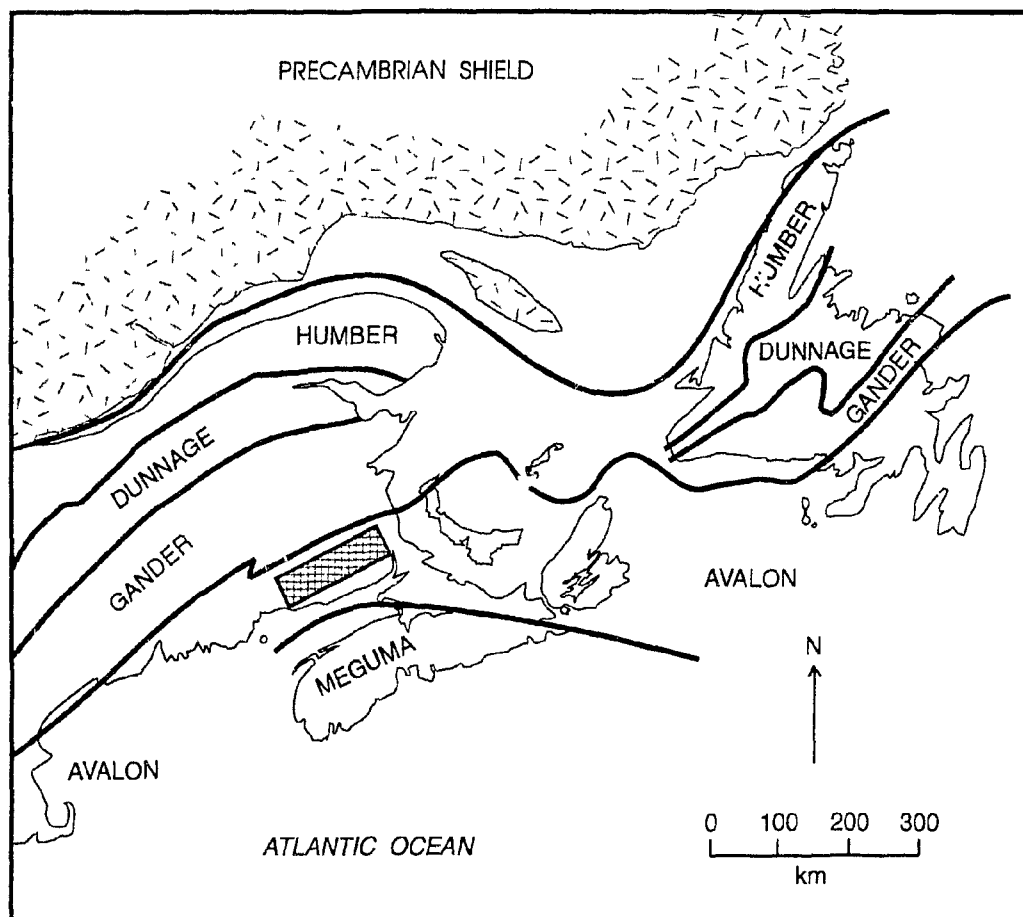 PRECAMBRIAN SHIELD
HUMBER
HUMBER
DUNNAGE
GANDER
DUNNAGE
GANDER
AVALON
MEGUMA
N
AVALON
ATLANTIC OCEAN
0 100 200 300
km